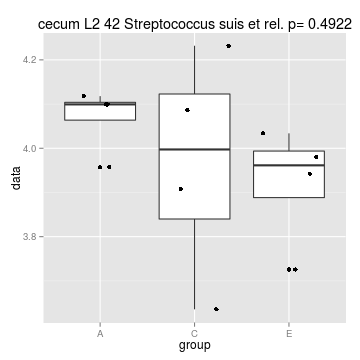 cecum L2 42 Streptococcus suis et rel. p= 0.4922
4.2
4.0
3.8
data
A C E
group